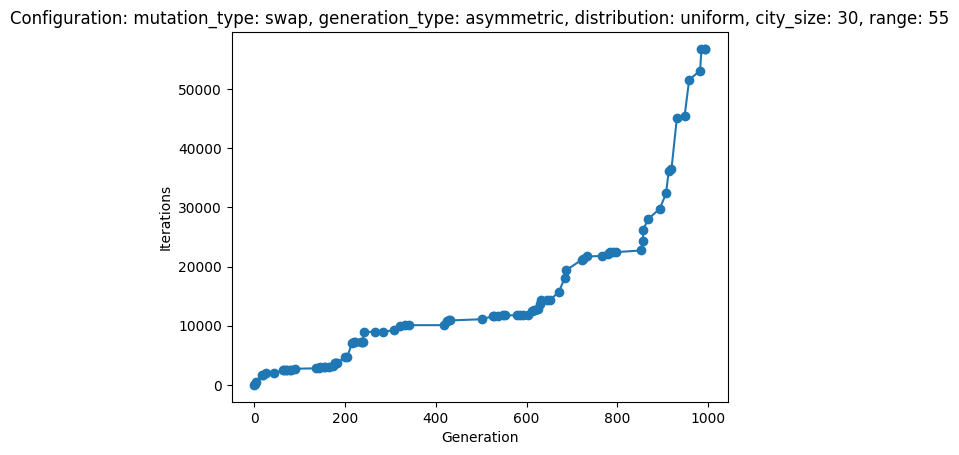 Configuration: mutation_type: swap, generation_type: asymmetric, distribution: uniform, city_size: 30, range: 55
50000
40000
30000
20000
10000
0
Iterations
0 200 400 600 800 1000
Generation